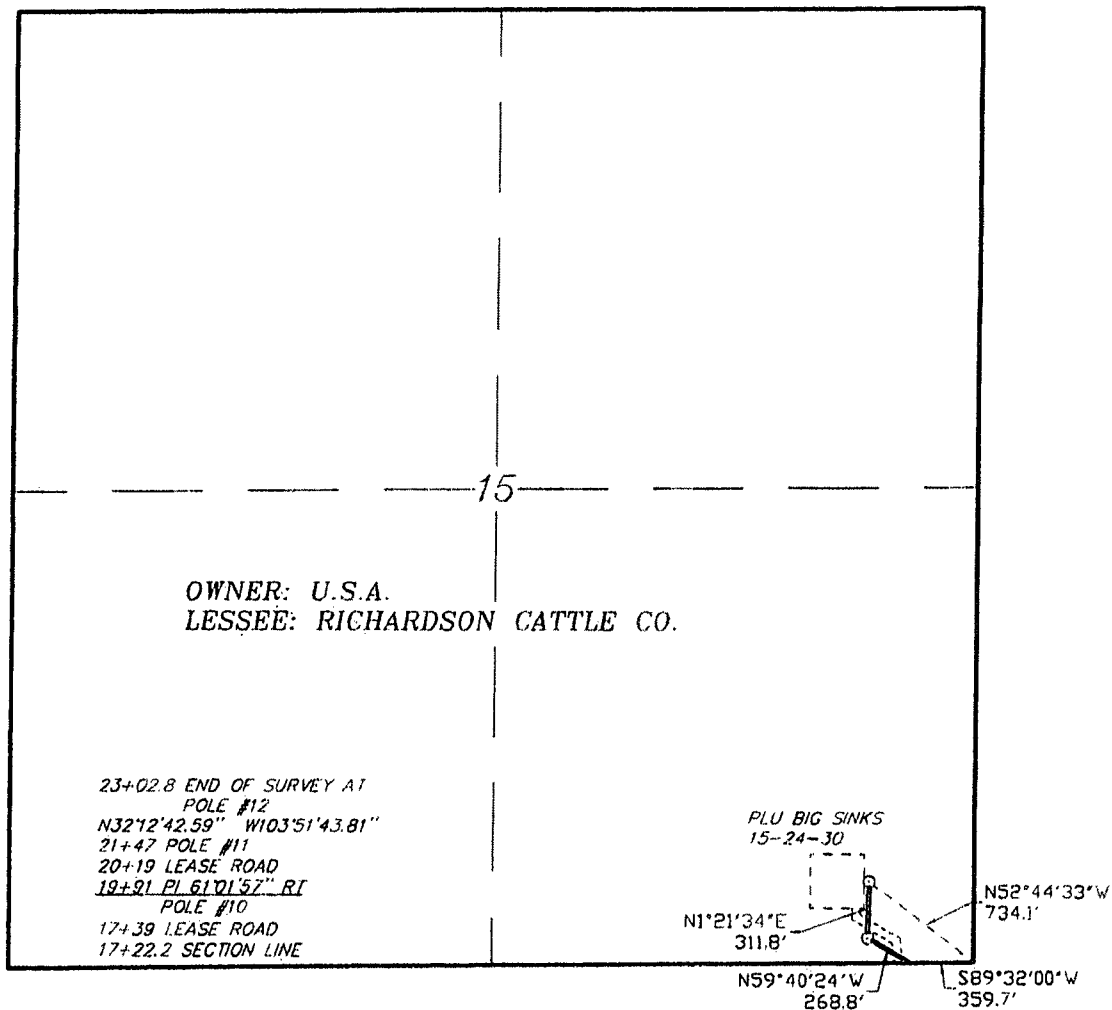 15
OWNER: U.S.A.
LESSEE: RICHARDSON CATTLE CO.
23+02.8 END OF SURVEY AT
POLE #12
N32°12'42.59" W103°51'43.81"
21+47 POLE #11
20+19 LEASE ROAD
19+91 PI 61°01'57" RT
POLE #10
17+39 LEASE ROAD
17+22.2 SECTION LINE
PLU BIG SINKS
15-24-30
N52°44'33"W
734.1'
N1°21'34"E
311.8'
N59°40'24"W
268.8'
S89°32'00"W
359.7'